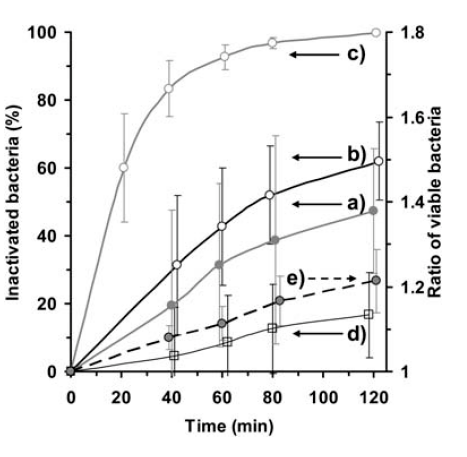 100
80
60
40
20
0
Inactivated bacteria (%)
1.8
1.6
1.4
1.2
1
Ratio of viable bacteria
c)
b)
a)
e)
d)
0 20 40 60 80 100 120
Time (min)